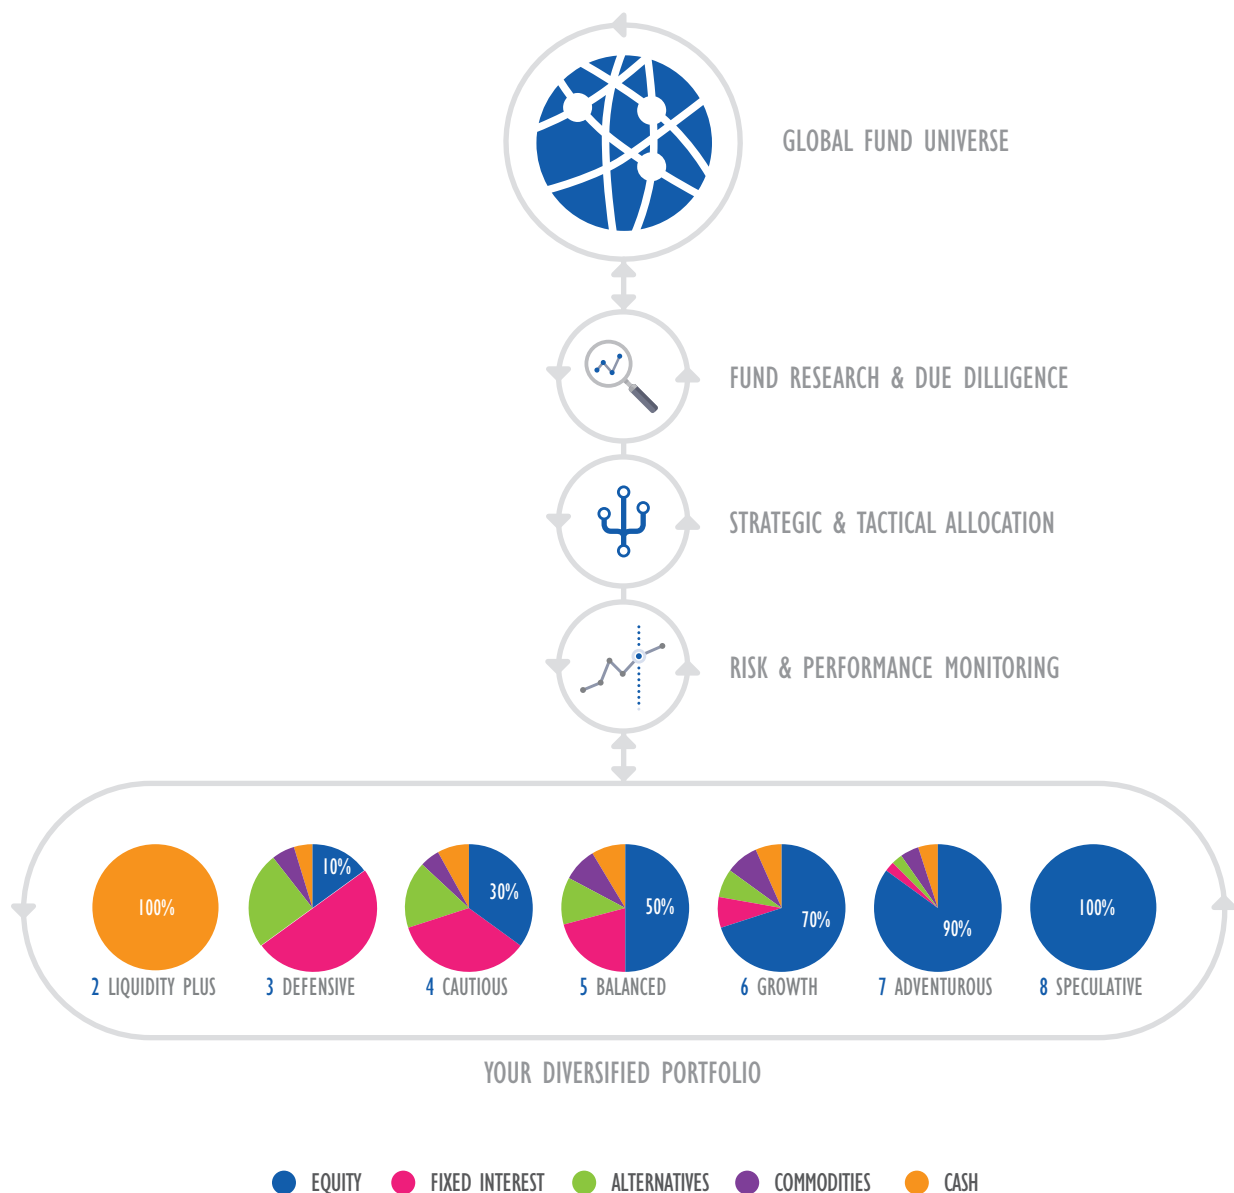 GLOBAL FUND UNIVERSE
FUND RESEARCH & DUE DILLIGENCE
STRATEGIC & TACTICAL ALLOCATION
RISK & PERFORMANCE MONITORING
100% 10% 30% 50% 70% 90% 100%
2 LIQUIDITY PLUS 3 DEFENSIVE 4 CAUTIOUS 5 BALANCED 6 GROWTH 7 ADVENTUROUS 8 SPECULATIVE
YOUR DIVERSIFIED PORTFOLIO
EQUITY FIXED INTEREST ALTERNATIVES COMMODITIES CASH